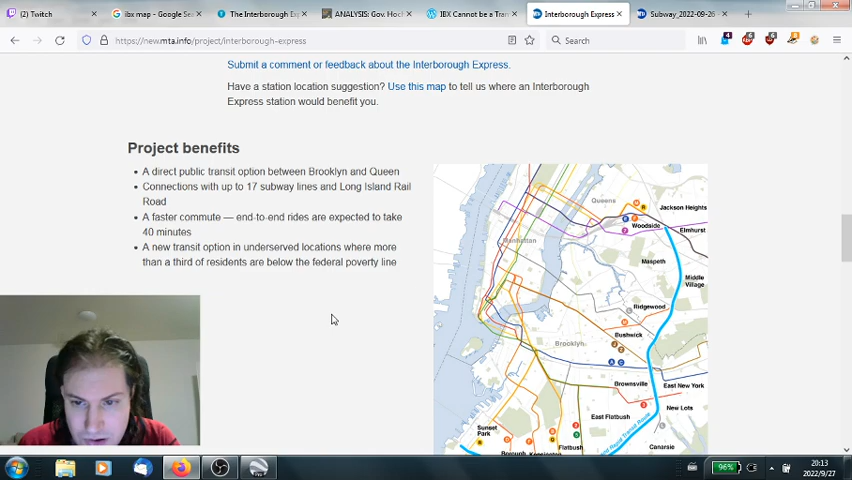 (2) Twitch
ibx map - Google Sea
The Interborough Exp
ANALYSIS: Gov. Hoch
IBX Cannot be a Tran
Interborough Express
Subway_2022-09-26
https://new.mta.info/project/interborough-express
Search
Submit a comment or feedback about the Interborough Express.
Have a station location suggestion? Use this map to tell us where an Interborough
Express station would benefit you.
Project benefits
A direct public transit option between Brooklyn and Queen
Connections with up to 17 subway lines and Long Island Rail
Road
A faster commute — end-to-end rides are expected to take
40 minutes
A new transit option in underserved locations where more
than a third of residents are below the federal poverty line
Queens
Jackson Heights
Woodside
Elmhurst
Manhattan
Maspeth
Middle
Village
Ridgewood
Bushwick
Brooklyn
Brownsville
East New York
New Lots
East Flatbush
Canarsie
Sunset
Park
Borough
Kensington
Flatbush
96%
20:13
2022/9/27